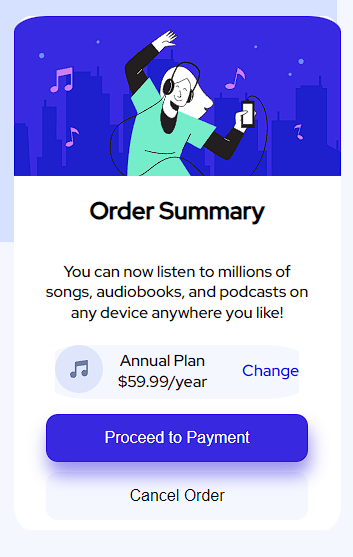 Order Summary
You can now listen to millions of
songs, audiobooks, and podcasts on
any device anywhere you like!
Annual Plan
$59.99/year
Change
Proceed to Payment
Cancel Order